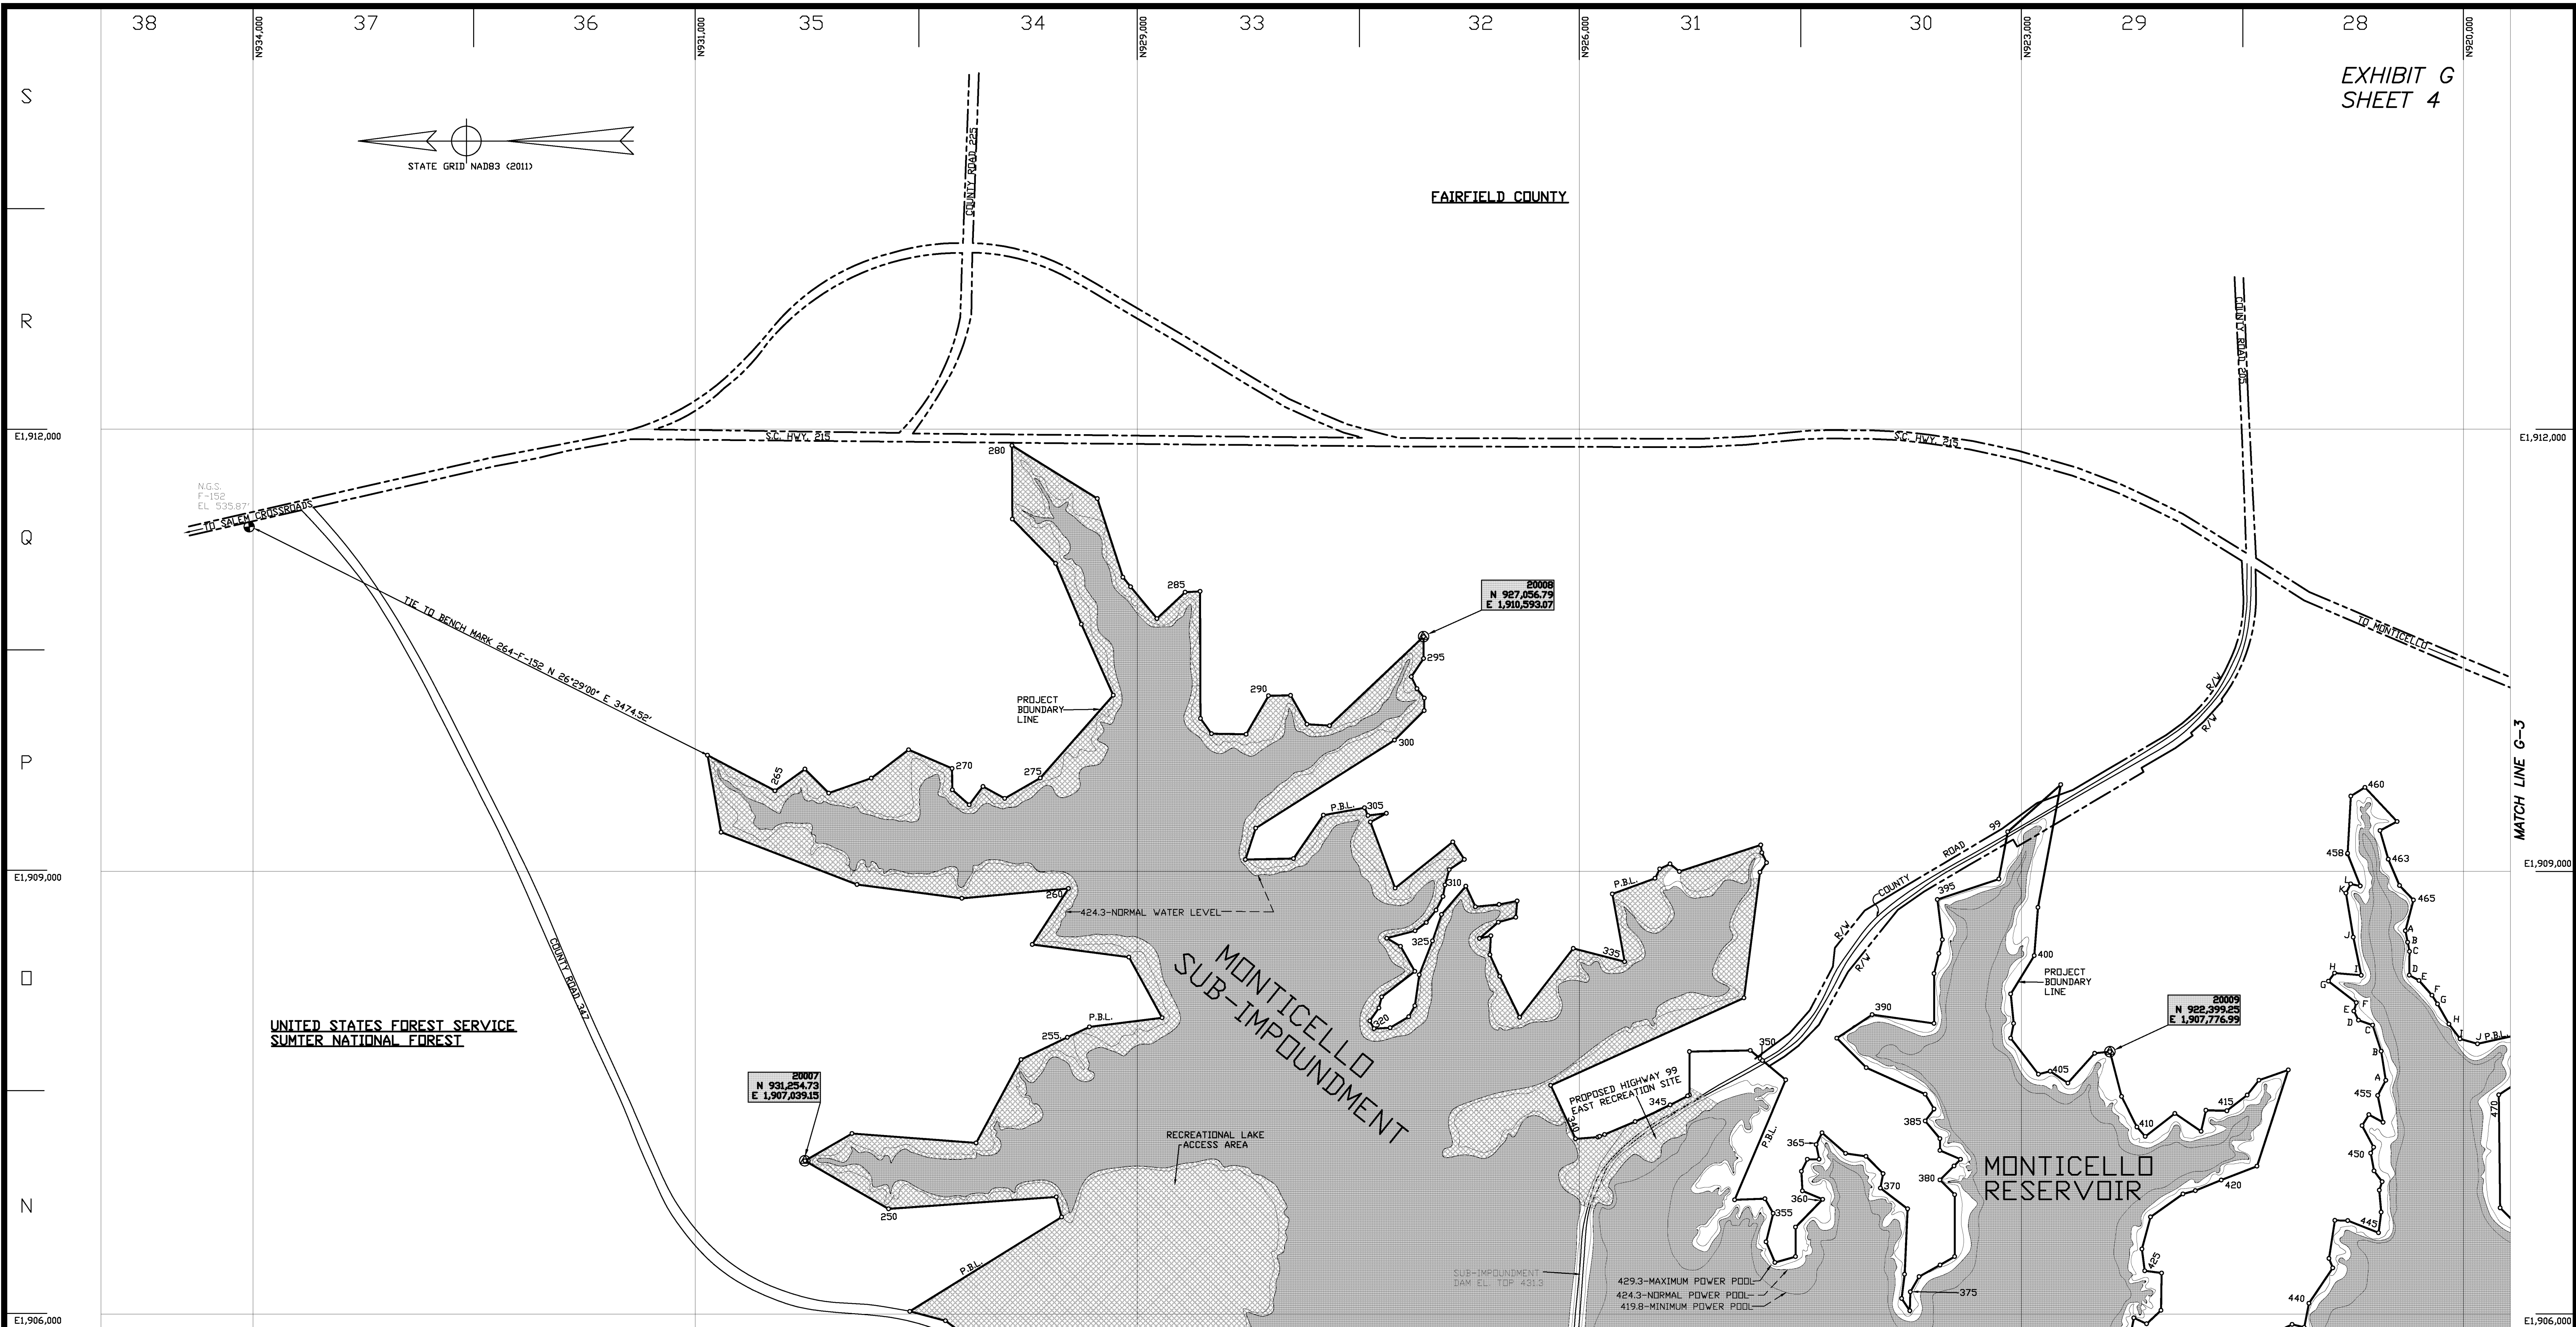 38
37
36
35
34
33
32
31
30
29
28
N934,000
N931,000
N929,000
N926,000
N923,000
N920,000
EXHIBIT G
SHEET 4
S
R
Q
P
O
N
STATE GRID NAD83 (2011)
COUNTY ROAD 225
FAIRFIELD COUNTY
COUNTY ROAD 205
E1,912,000
E1,912,000
S.C. HWY. 215
S.C. HWY. 215
N.G.S.
F-152
EL 535.87'
TO SALEM CROSSROADS
TIE TO BENCH MARK 264-F-152 N 26°29'00" E 3474.52'
280
285
20008
N 927,056.79
E 1,910,593.07
TO MONTICELLO
295
290
300
PROJECT
BOUNDARY
LINE
R/W
R/W
MATCH LINE G-3
265
270
275
P.B.L.
305
460
COUNTY ROAD 99
458
463
E1,909,000
E1,909,000
260
310
P.B.L.
395
L
K
465
424.3-NORMAL WATER LEVEL
R/W
R/W
325
335
A
B
C
J
400
MONTICELLO
SUB-IMPOUNDMENT
COUNTY ROAD 347
PROJECT
BOUNDARY
LINE
H
I
G
D
E
F
G
H
I
J
P.B.L.
F
E
D
C
B
A
20009
N 922,399.25
E 1,907,776.99
390
UNITED STATES FOREST SERVICE
SUMTER NATIONAL FOREST
P.B.L.
255
320
350
405
20007
N 931,254.73
E 1,907,039.15
PROPOSED HIGHWAY 99
EAST RECREATION SITE
345
340
455
470
415
410
385
RECREATIONAL LAKE
ACCESS AREA
P.B.L.
365
450
MONTICELLO
RESERVOIR
380
370
420
360
355
250
445
425
P.B.L.
SUB-IMPOUNDMENT
DAM EL. TOP 431.3
429.3-MAXIMUM POWER POOL
424.3-NORMAL POWER POOL
419.8-MINIMUM POWER POOL
375
440
E1,906,000
E1,906,000